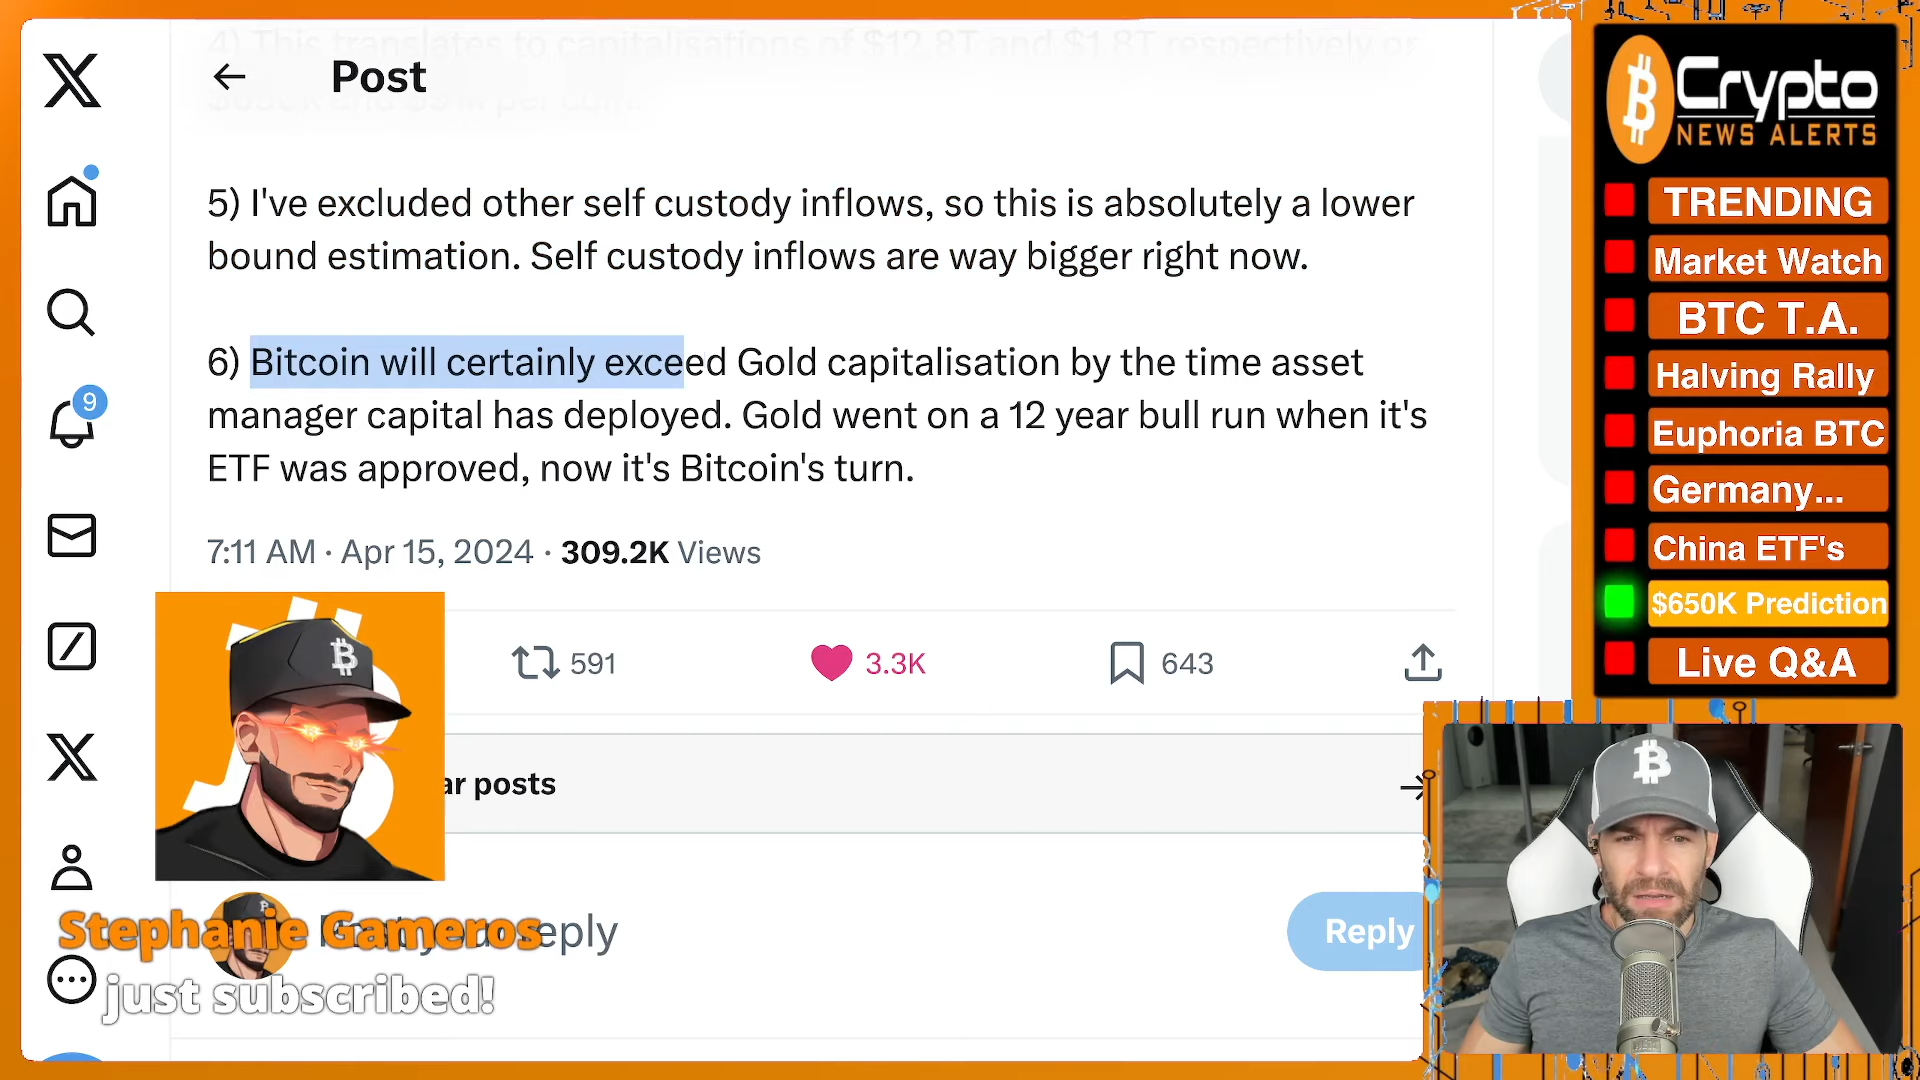 4) This translates to capitalisations of $12.8T and $1.8T respectively or
Post
5) I've excluded other self custody inflows, so this is absolutely a lower
bound estimation. Self custody inflows are way bigger right now.
6) Bitcoin will certainly exceed Gold capitalisation by the time asset
manager capital has deployed. Gold went on a 12 year bull run when it's
ETF was approved, now it's Bitcoin's turn.
7:11 AM · Apr 15, 2024 · 309.2K Views
591
3.3K
643
ar posts
eply
Reply
9
Stephanie Gameros
just subscribed!
Crypto
NEWS ALERTS
TRENDING
Market Watch
BTC T.A.
Halving Rally
Euphoria BTC
Germany...
China ETF's
$650K Prediction
Live Q&A